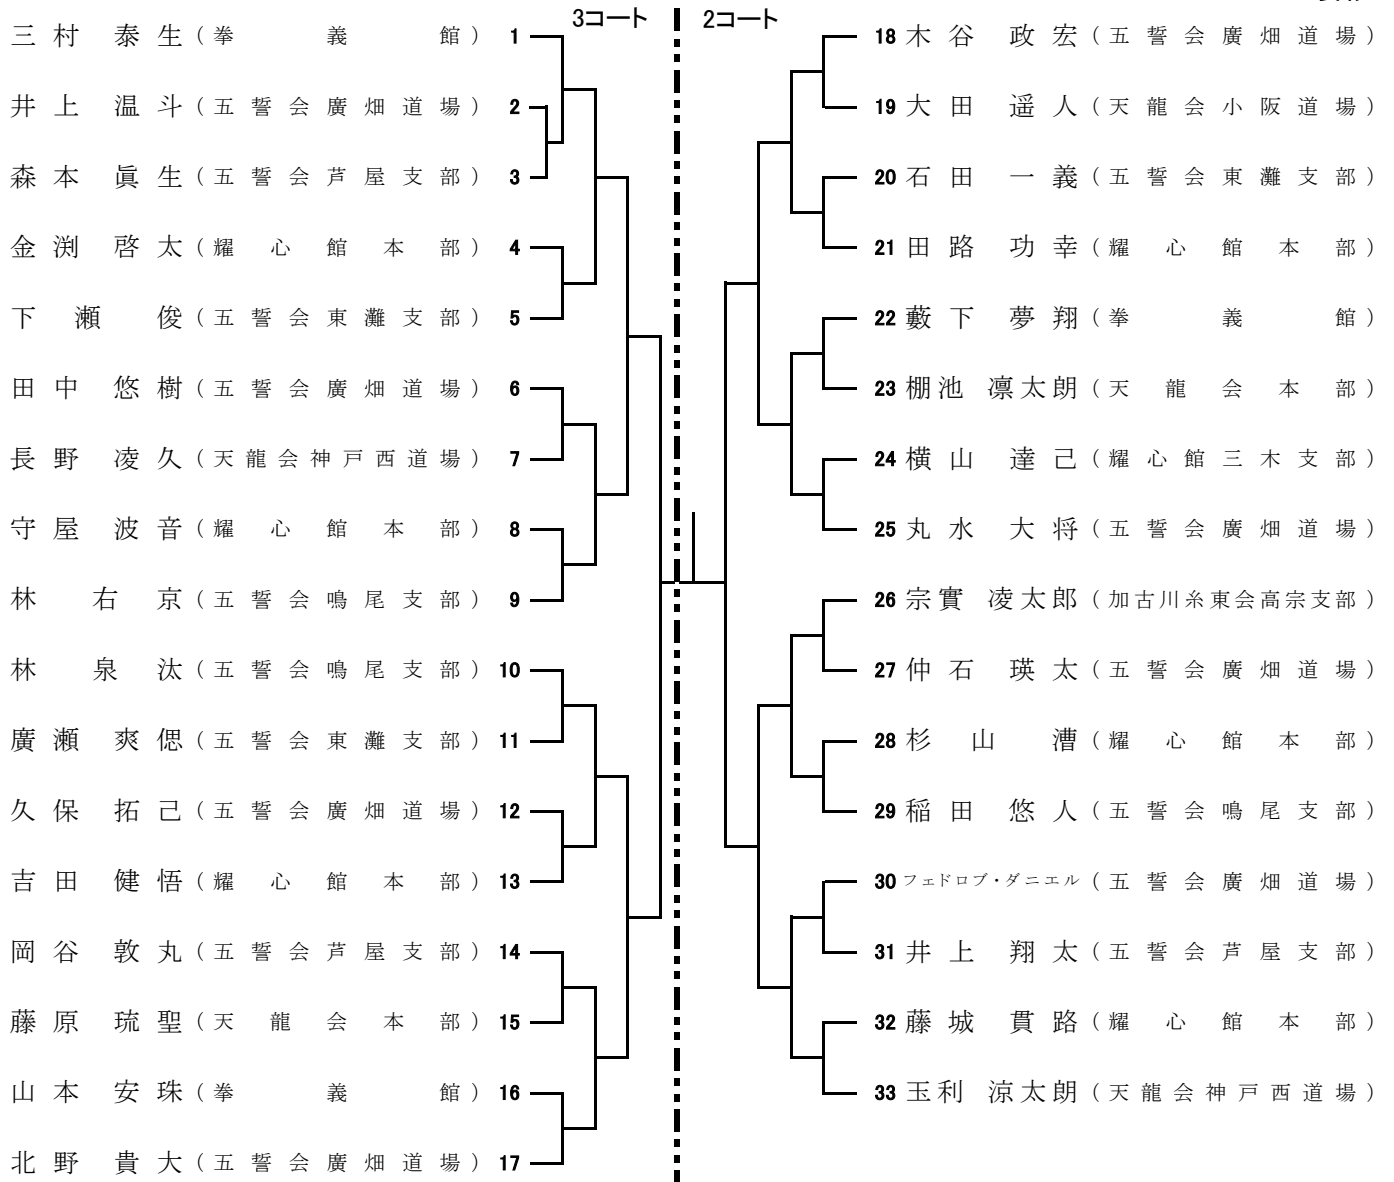 3コート 2コート
三村 泰生 (拳義館) 1
井上 温斗 (五誓会廣畑道場) 2
森本 眞生 (五誓会芦屋支部) 3
金渕 啓太 (耀心館本部) 4
下瀬 俊 (五誓会東灘支部) 5
田中 悠樹 (五誓会廣畑道場) 6
長野 凌久 (天龍会神戸西道場) 7
守屋 波音 (耀心館本部) 8
林 右京 (五誓会鳴尾支部) 9
林 泉汰 (五誓会鳴尾支部) 10
廣瀬 爽偲 (五誓会東灘支部) 11
久保 拓己 (五誓会廣畑道場) 12
吉田 健悟 (耀心館本部) 13
岡谷 敦丸 (五誓会芦屋支部) 14
藤原 琉聖 (天龍会本部) 15
山本 安珠 (拳義館) 16
北野 貴大 (五誓会廣畑道場) 17
18 木谷 政宏 (五誓会廣畑道場)
19 大田 遥人 (天龍会小阪道場)
20 石田 一義 (五誓会東灘支部)
21 田路 功幸 (耀心館本部)
22 藪下 夢翔 (拳義館)
23 棚池 凛太朗 (天龍会本部)
24 横山 達己 (耀心館三木支部)
25 丸水 大将 (五誓会廣畑道場)
26 宗實 凌太郎 (加古川糸東会高宗支部)
27 仲石 瑛太 (五誓会廣畑道場)
28 杉山 漕 (耀心館本部)
29 稲田 悠人 (五誓会鳴尾支部)
30 フェドロブ・ダニエル (五誓会廣畑道場)
31 井上 翔太 (五誓会芦屋支部)
32 藤城 貫路 (耀心館本部)
33 玉利 涼太朗 (天龍会神戸西道場)